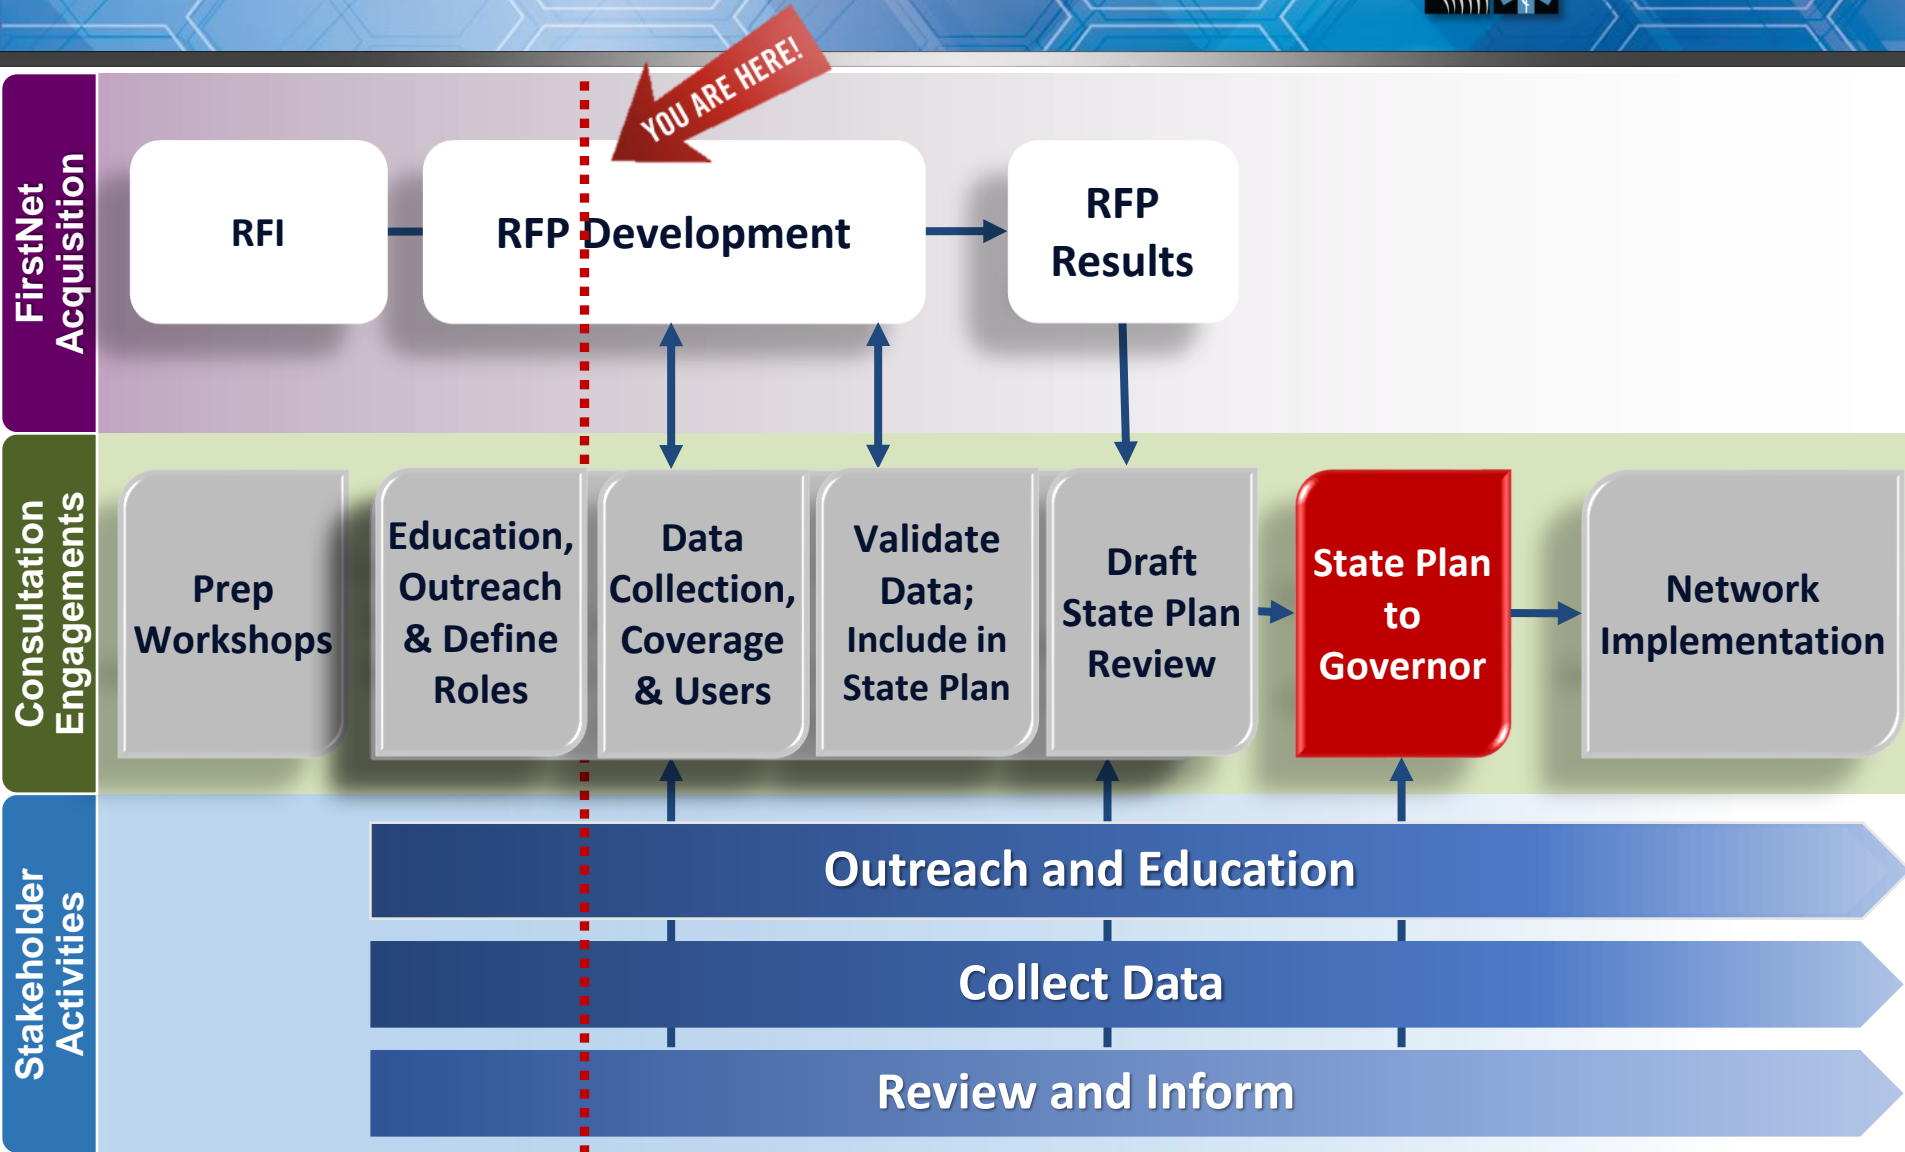 YOU ARE HERE!
FirstNet
Acquisition
RFI
RFP Development
RFP
Results
Consultation
Engagements
Prep
Workshops
Education,
Outreach
& Define
Roles
Data
Collection,
Coverage
& Users
Validate
Data;
Include in
State Plan
Draft
State Plan
Review
State Plan
to
Governor
Network
Implementation
Stakeholder
Activities
Outreach and Education
Collect Data
Review and Inform